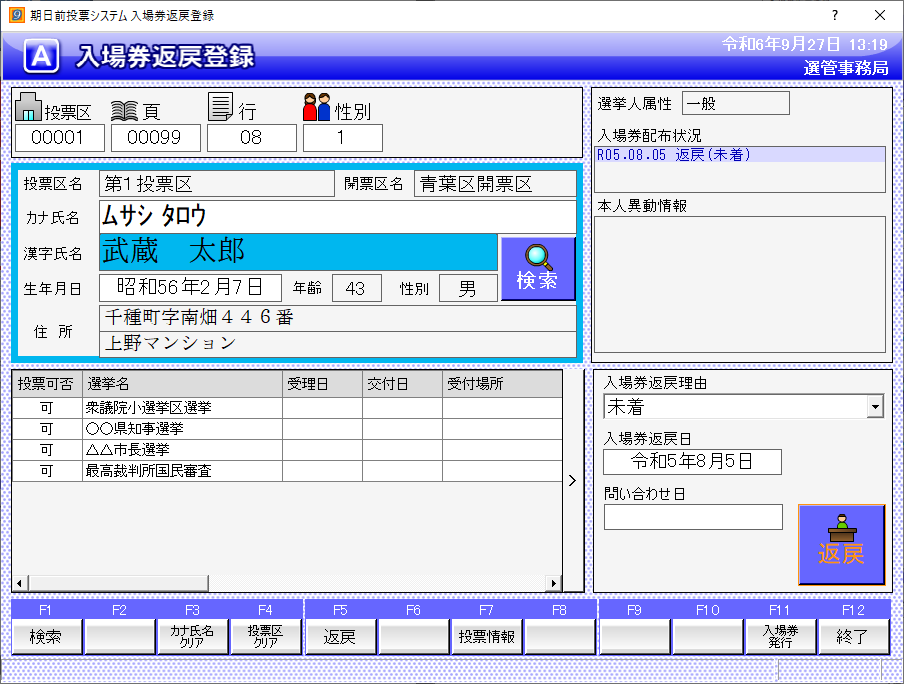 期日前投票システム 入場券返戻登録
?
A 入場券返戻登録
令和6年9月27日 13:19
選管事務局
投票区 頁 行 性別
00001 00099 08 1
選挙人属性 一般
入場券配布状況
R05.08.05 返戻(未着)
本人異動情報
投票区名 第1投票区 開票区名 青葉区開票区
カナ氏名 ムサシ タロウ
漢字氏名 武蔵　太郎
検索
生年月日 昭和56年2月7日 年齢 43 性別 男
住 所 千種町字南畑446番
上野マンション
投票可否 選挙名 受理日 交付日 受付場所
可 衆議院小選挙区選挙
可 〇〇県知事選挙
可 △△市長選挙
可 最高裁判所国民審査
>
入場券返戻理由
未着
入場券返戻日
令和5年8月5日
問い合わせ日
返戻
F1 F2 F3 F4 F5 F6 F7 F8 F9 F10 F11 F12
検索 カナ氏名クリア 投票区クリア 返戻 投票情報 入場券発行 終了